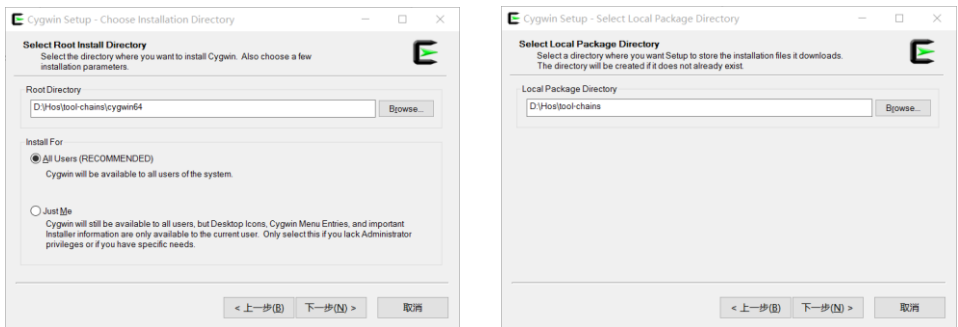 Cygwin Setup - Choose Installation Directory
Select Root Install Directory
Select the directory where you want to install Cygwin. Also choose a few
installation parameters.
Root Directory
D:\Hos\tool-chains\cygwin64
Browse...
Install For
All Users (RECOMMENDED)
Cygwin will be available to all users of the system.
Just Me
Cygwin will still be available to all users, but Desktop Icons, Cygwin Menu Entries, and important
Installer information are only available to the current user. Only select this if you lack Administrator
privileges or if you have specific needs.
< 上一步(B)
下一步(N) >
取消
Cygwin Setup - Select Local Package Directory
Select Local Package Directory
Select a directory where you want Setup to store the installation files it downloads.
The directory will be created if it does not already exist.
Local Package Directory
D:\Hos\tool-chains
Browse...
< 上一步(B)
下一步(N) >
取消